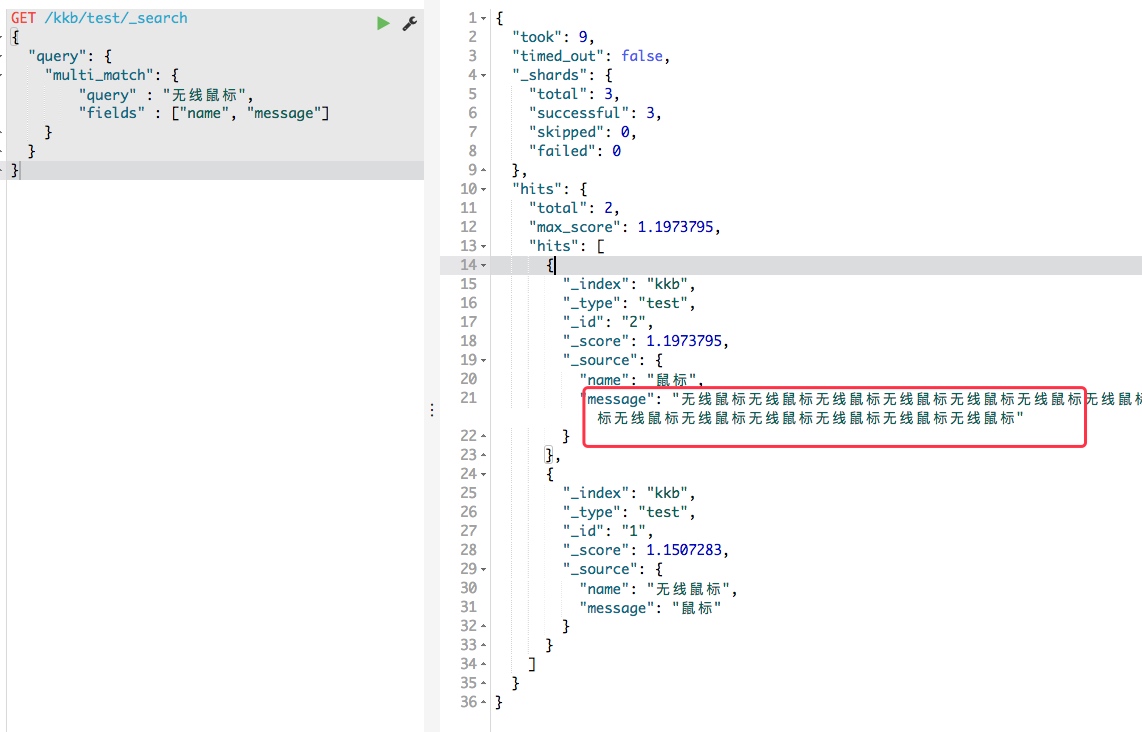 GET /kkb/test/_search
{
"query": {
"multi_match": {
"query" : "无线鼠标",
"fields" : ["name", "message"]
}
}
}
1 {
2 "took": 9,
3 "timed_out": false,
4 "_shards": {
5 "total": 3,
6 "successful": 3,
7 "skipped": 0,
8 "failed": 0
9 },
10 "hits": {
11 "total": 2,
12 "max_score": 1.1973795,
13 "hits": [
14 {
15 "_index": "kkb",
16 "_type": "test",
17 "_id": "2",
18 "_score": 1.1973795,
19 "_source": {
20 "name": "鼠标",
21 "message": "无线鼠标无线鼠标无线鼠标无线鼠标无线鼠标无线鼠标无线鼠标
标无线鼠标无线鼠标无线鼠标无线鼠标无线鼠标无线鼠标"
22 }
23 },
24 {
25 "_index": "kkb",
26 "_type": "test",
27 "_id": "1",
28 "_score": 1.1507283,
29 "_source": {
30 "name": "无线鼠标",
31 "message": "鼠标"
32 }
33 }
34 ]
35 }
36 }